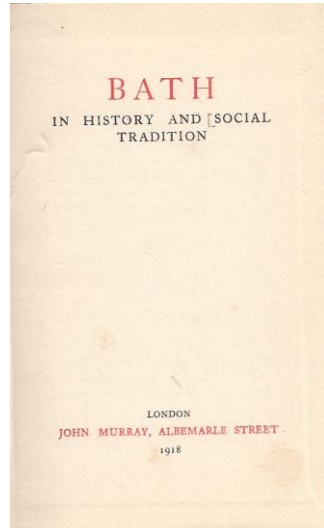 BATH
IN HISTORY AND [SOCIAL
TRADITION
LONDON
JOHN MURRAY, ALBEMARLE STREET
1918